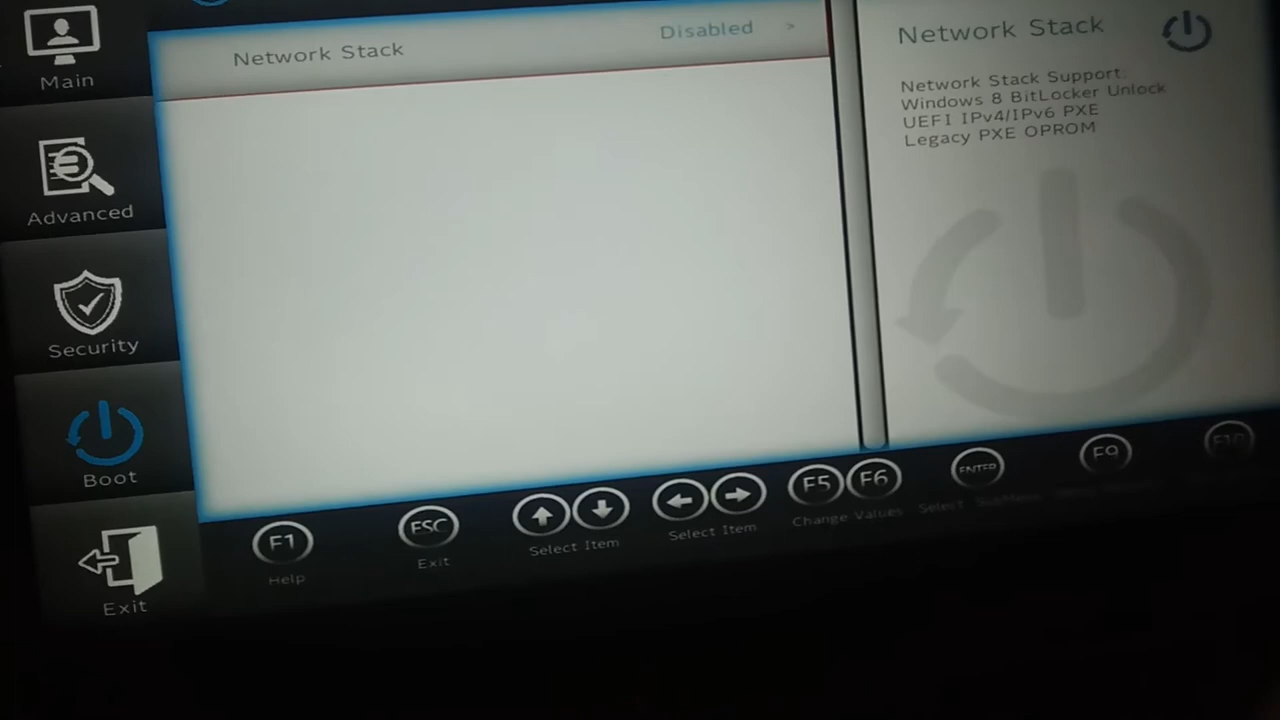 Main
Advanced
Security
Boot
Exit
Network Stack
Disabled >
Network Stack
Network Stack Support:
Windows 8 BitLocker Unlock
UEFI IPv4/IPv6 PXE
Legacy PXE OPROM
F1
Help
ESC
Exit
Select Item
Select Item
F5 F6
Change Values
ENTER
Select
F9
F10